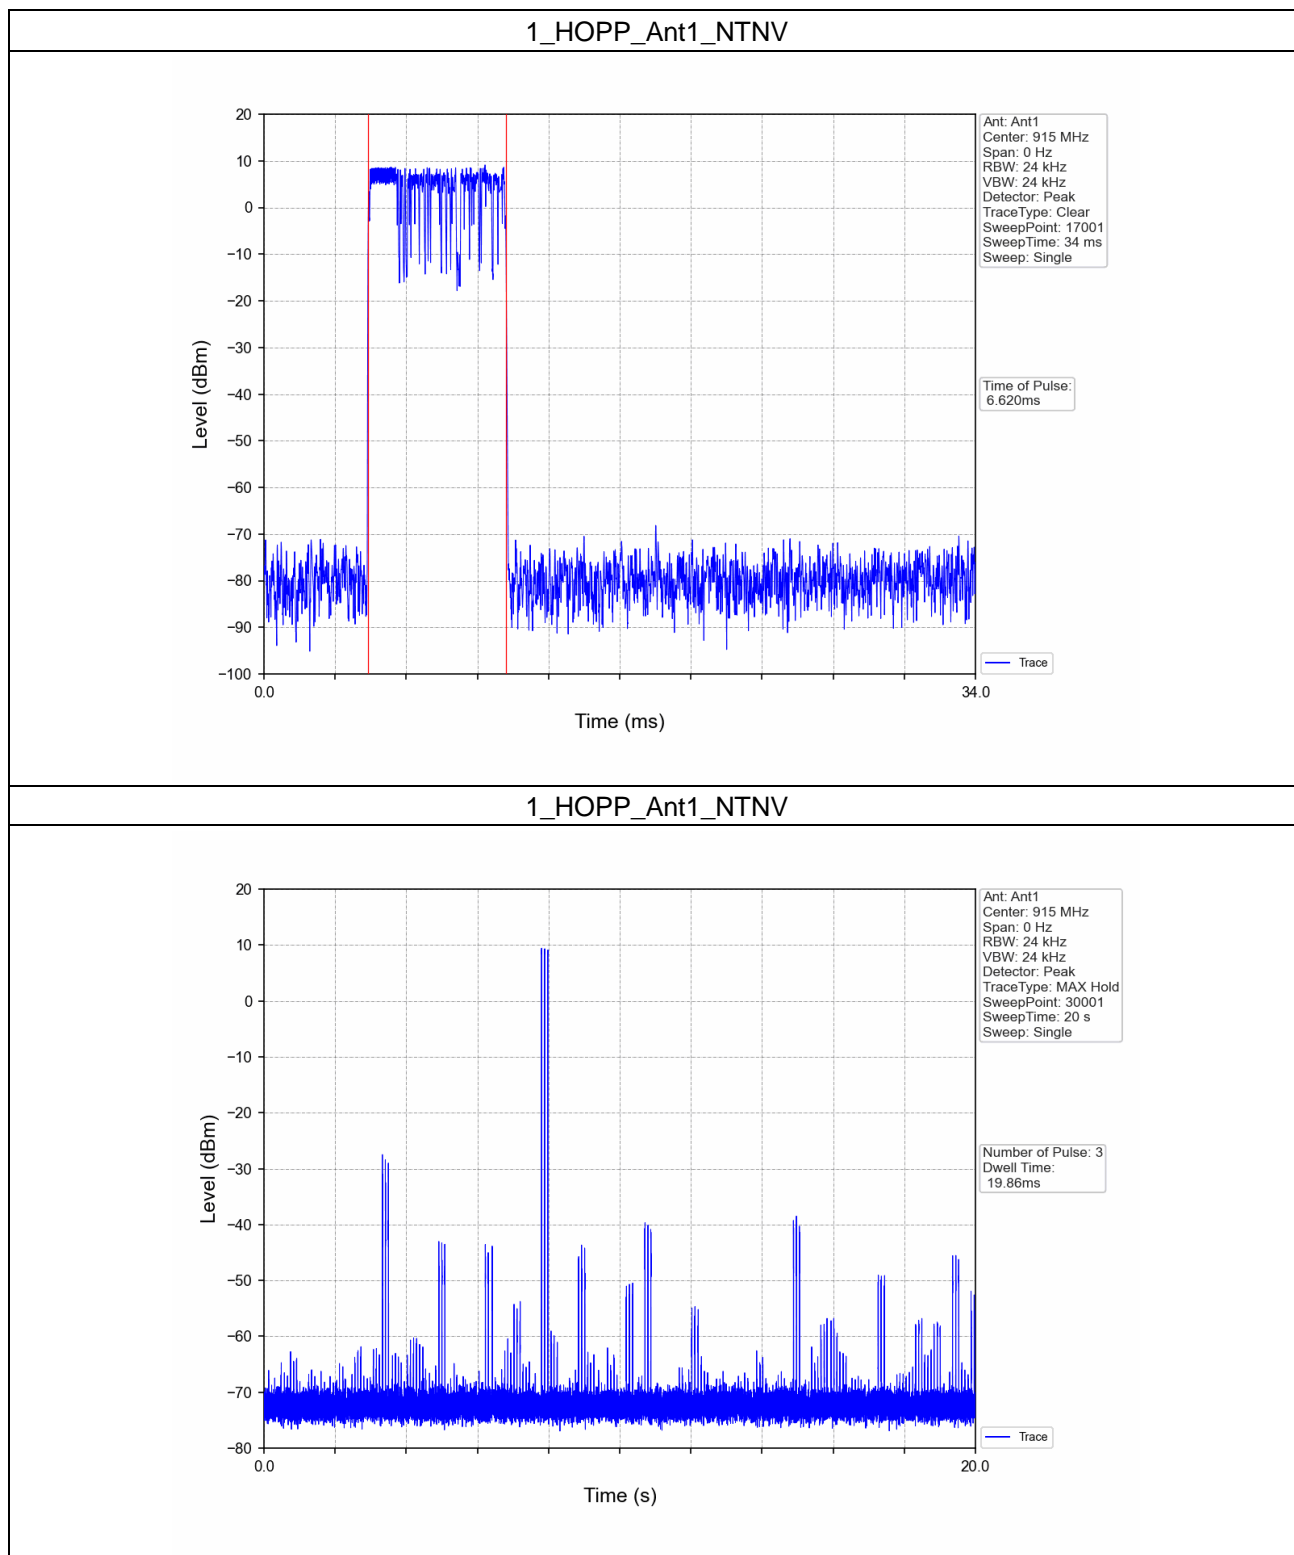 1_HOPP_Ant1_NTNV
20
10
0
−10
−20
−30
−40
−50
−60
−70
−80
−90
−100
Level (dBm)
0.0
34.0
Time (ms)
Ant: Ant1
Center: 915 MHz
Span: 0 Hz
RBW: 24 kHz
VBW: 24 kHz
Detector: Peak
TraceType: Clear
SweepPoint: 17001
SweepTime: 34 ms
Sweep: Single
Time of Pulse:
6.620ms
Trace
1_HOPP_Ant1_NTNV
20
10
0
−10
−20
−30
−40
−50
−60
−70
−80
Level (dBm)
0.0
20.0
Time (s)
Ant: Ant1
Center: 915 MHz
Span: 0 Hz
RBW: 24 kHz
VBW: 24 kHz
Detector: Peak
TraceType: MAX Hold
SweepPoint: 30001
SweepTime: 20 s
Sweep: Single
Number of Pulse: 3
Dwell Time:
19.86ms
Trace